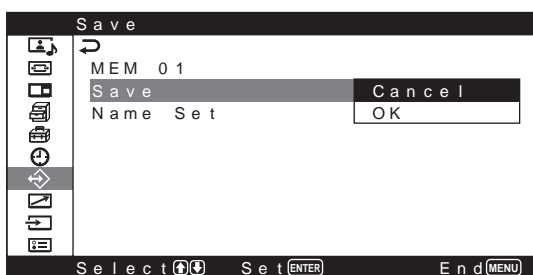 Save
MEM 01
Save Cancel
Name Set OK
Select Set ENTER End MENU